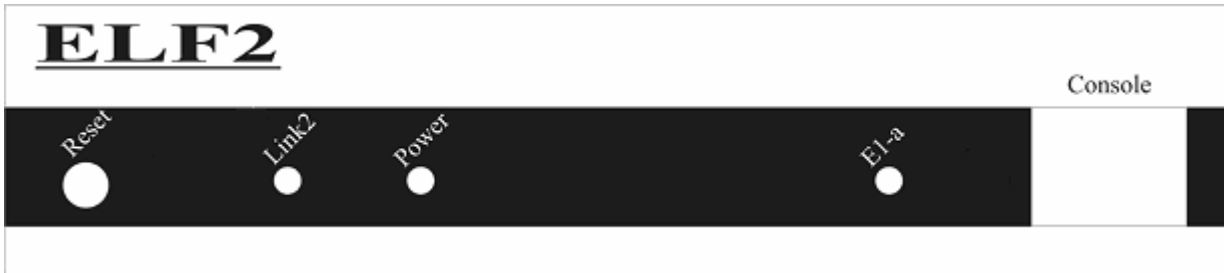 ELF2
Console
Reset
Link2
Power
E1-a